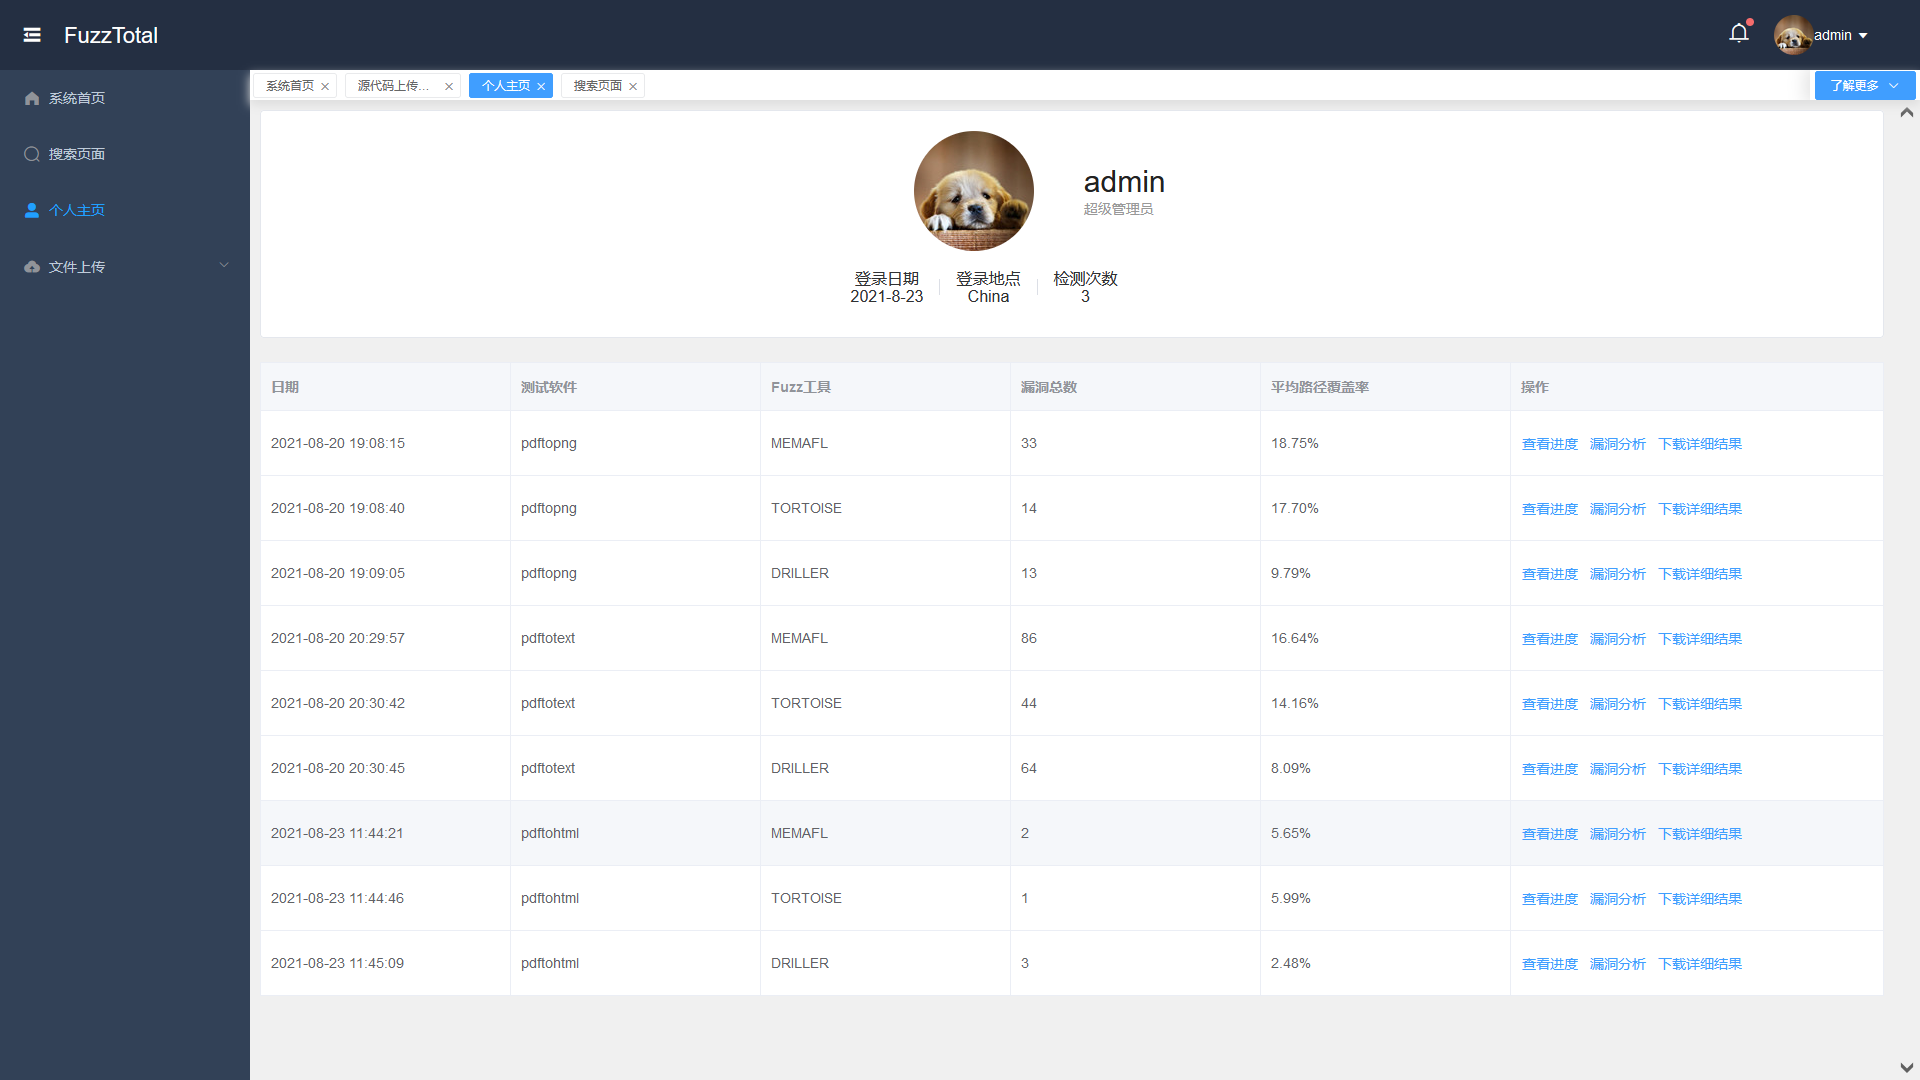 FuzzTotal
admin
系统首页
搜索页面
个人主页
文件上传
系统首页
源代码上传...
个人主页
搜索页面
了解更多
admin
超级管理员
登录日期 登录地点 检测次数
2021-8-23 China 3
日期 测试软件 Fuzz工具 漏洞总数 平均路径覆盖率 操作
2021-08-20 19:08:15 pdftopng MEMAFL 33 18.75% 查看进度 漏洞分析 下载详细结果
2021-08-20 19:08:40 pdftopng TORTOISE 14 17.70% 查看进度 漏洞分析 下载详细结果
2021-08-20 19:09:05 pdftopng DRILLER 13 9.79% 查看进度 漏洞分析 下载详细结果
2021-08-20 20:29:57 pdftotext MEMAFL 86 16.64% 查看进度 漏洞分析 下载详细结果
2021-08-20 20:30:42 pdftotext TORTOISE 44 14.16% 查看进度 漏洞分析 下载详细结果
2021-08-20 20:30:45 pdftotext DRILLER 64 8.09% 查看进度 漏洞分析 下载详细结果
2021-08-23 11:44:21 pdftohtml MEMAFL 2 5.65% 查看进度 漏洞分析 下载详细结果
2021-08-23 11:44:46 pdftohtml TORTOISE 1 5.99% 查看进度 漏洞分析 下载详细结果
2021-08-23 11:45:09 pdftohtml DRILLER 3 2.48% 查看进度 漏洞分析 下载详细结果